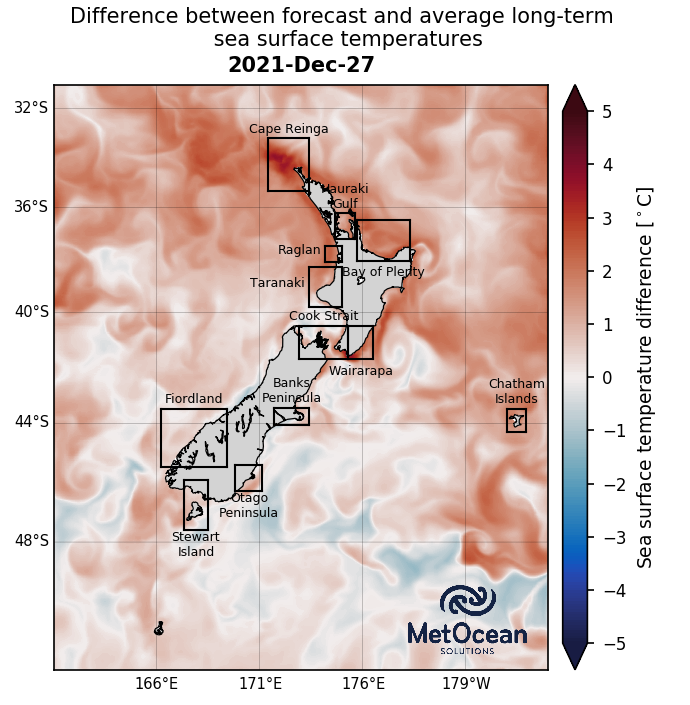 Difference between forecast and average long-term
sea surface temperatures
2021-Dec-27
32°S
36°S
40°S
44°S
48°S
166°E
171°E
176°E
179°W
Cape Reinga
Hauraki
Gulf
Raglan
Bay of Plenty
Taranaki
Cook Strait
Wairarapa
Banks
Peninsula
Fiordland
Chatham
Islands
Otago
Peninsula
Stewart
Island
MetOcean
SOLUTIONS
5
4
3
2
1
0
−1
−2
−3
−4
−5
Sea surface temperature difference [°C]